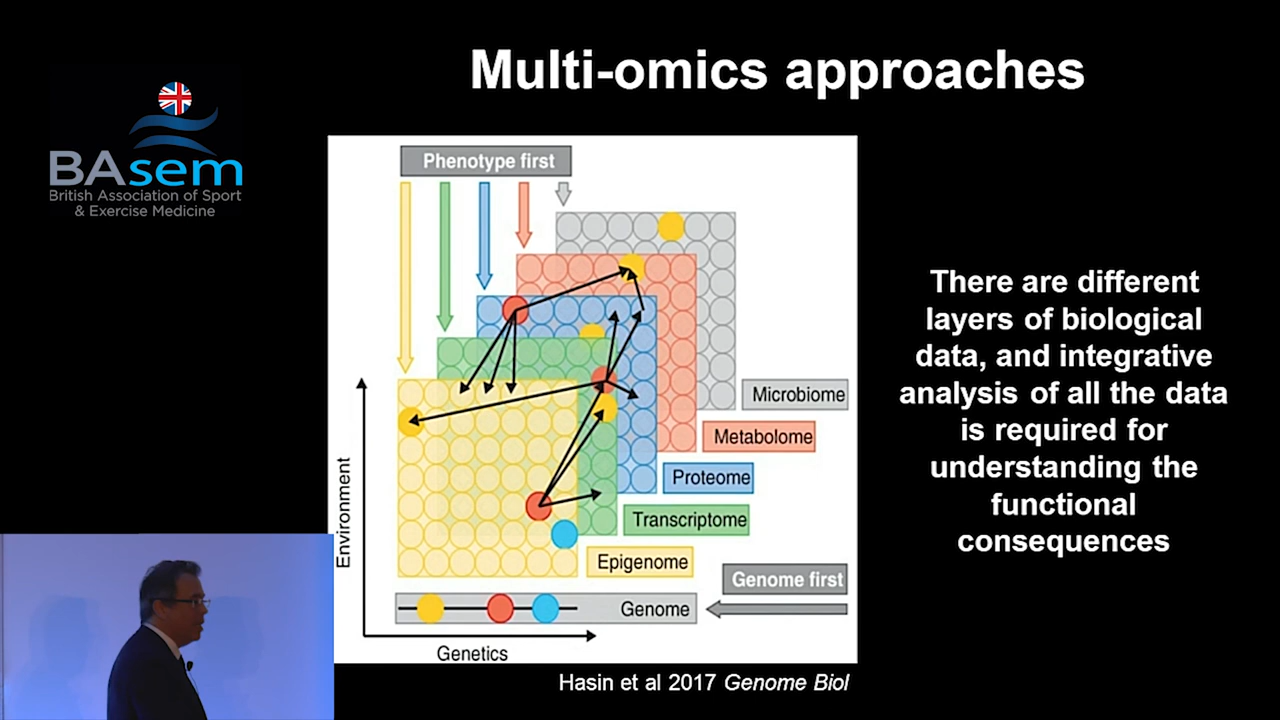 Multi-omics approaches
BAsem
British Association of Sport
& Exercise Medicine
Phenotype first
Microbiome
Metabolome
Proteome
Transcriptome
Epigenome
Genome first
Genome
Environment
Genetics
Hasin et al 2017 Genome Biol
There are different
layers of biological
data, and integrative
analysis of all the data
is required for
understanding the
functional
consequences